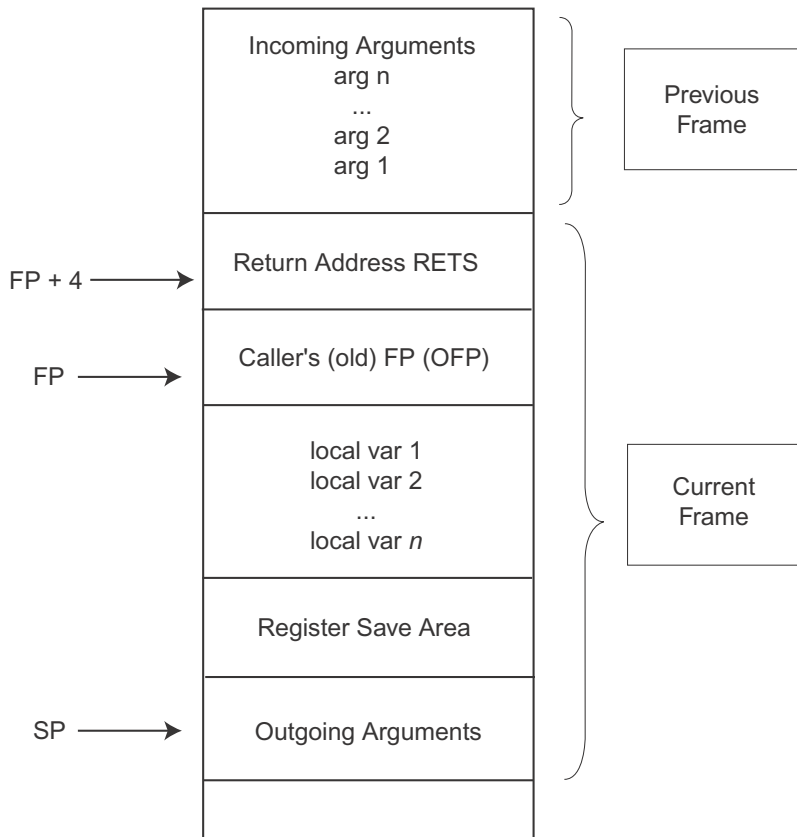 Incoming Arguments
arg n
...
arg 2
arg 1
Previous
Frame
FP + 4
Return Address RETS
FP
Caller's (old) FP (OFP)
local var 1
local var 2
...
local var n
Current
Frame
Register Save Area
SP
Outgoing Arguments